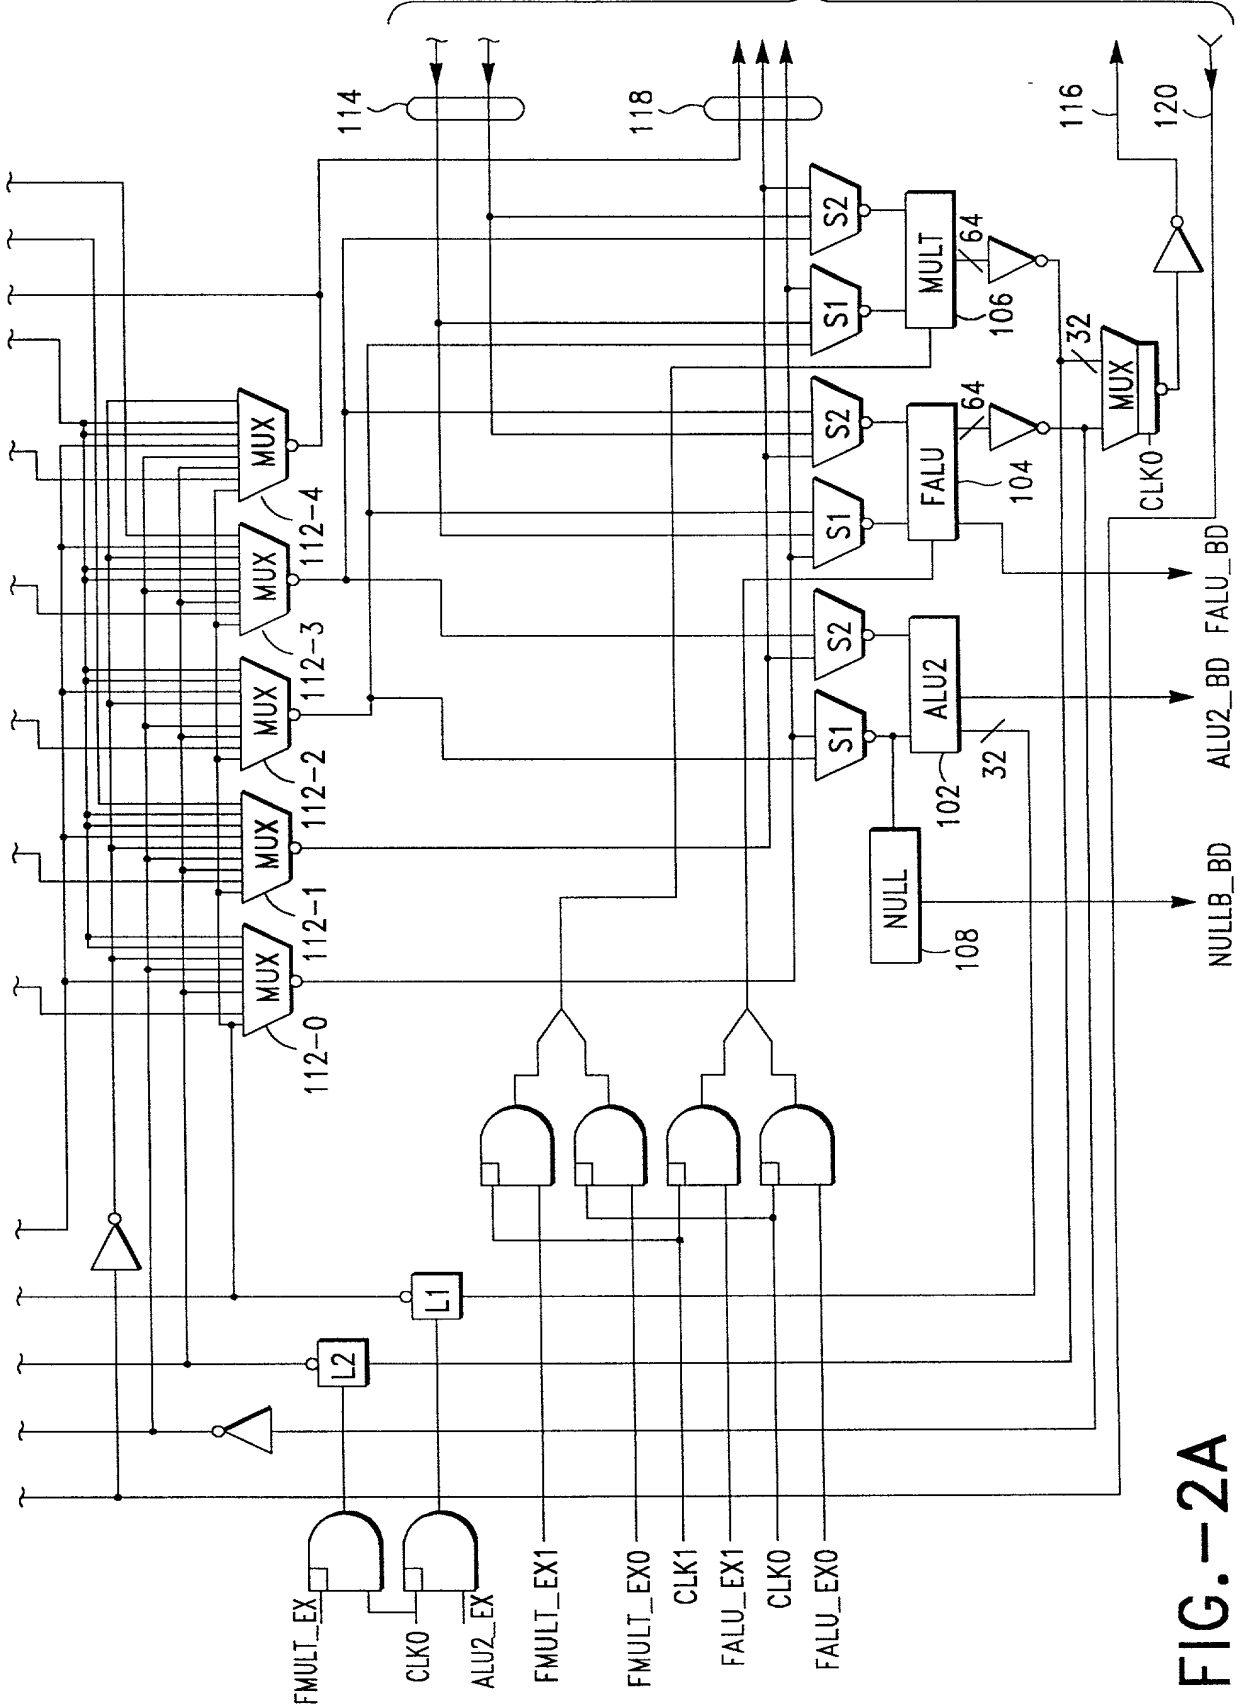 114
118
116
120
MUX
MUX
MUX
MUX
MUX
112-0
112-1
112-2
112-3
112-4
S1
S2
S1
S2
S1
S2
NULL
108
ALU2
102
32
FALU
104
64
MULT
106
64
32
MUX
CLK0
L2
L1
FMULT_EX
CLK0
ALU2_EX
FMULT_EX1
FMULT_EX0
CLK1
FALU_EX1
CLK0
FALU_EX0
NULLB_BD
ALU2_BD
FALU_BD
FIG.-2A